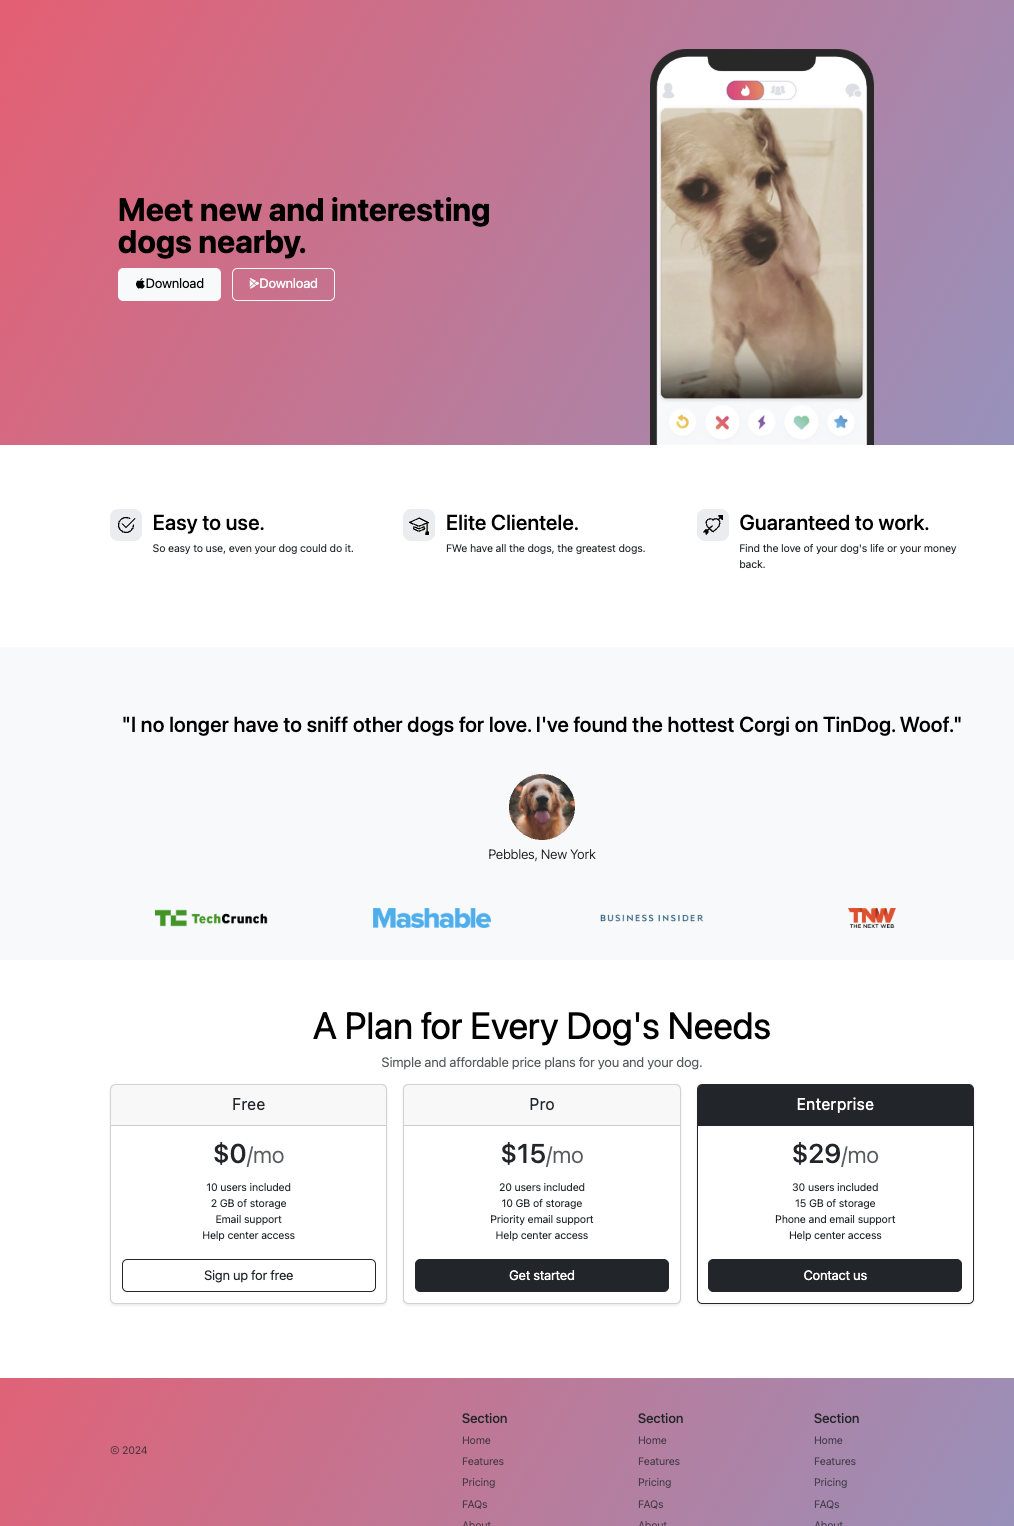 Meet new and interesting
dogs nearby.
Download
Download
Easy to use.
So easy to use, even your dog could do it.
Elite Clientele.
FWe have all the dogs, the greatest dogs.
Guaranteed to work.
Find the love of your dog's life or your money
back.
"I no longer have to sniff other dogs for love. I've found the hottest Corgi on TinDog. Woof."
Pebbles, New York
TC TechCrunch
Mashable
BUSINESS INSIDER
TNW
THE NEXT WEB
A Plan for Every Dog's Needs
Simple and affordable price plans for you and your dog.
Free
$0/mo
10 users included
2 GB of storage
Email support
Help center access
Sign up for free
Pro
$15/mo
20 users included
10 GB of storage
Priority email support
Help center access
Get started
Enterprise
$29/mo
30 users included
15 GB of storage
Phone and email support
Help center access
Contact us
© 2024
Section
Home
Features
Pricing
FAQs
About
Section
Home
Features
Pricing
FAQs
About
Section
Home
Features
Pricing
FAQs
About